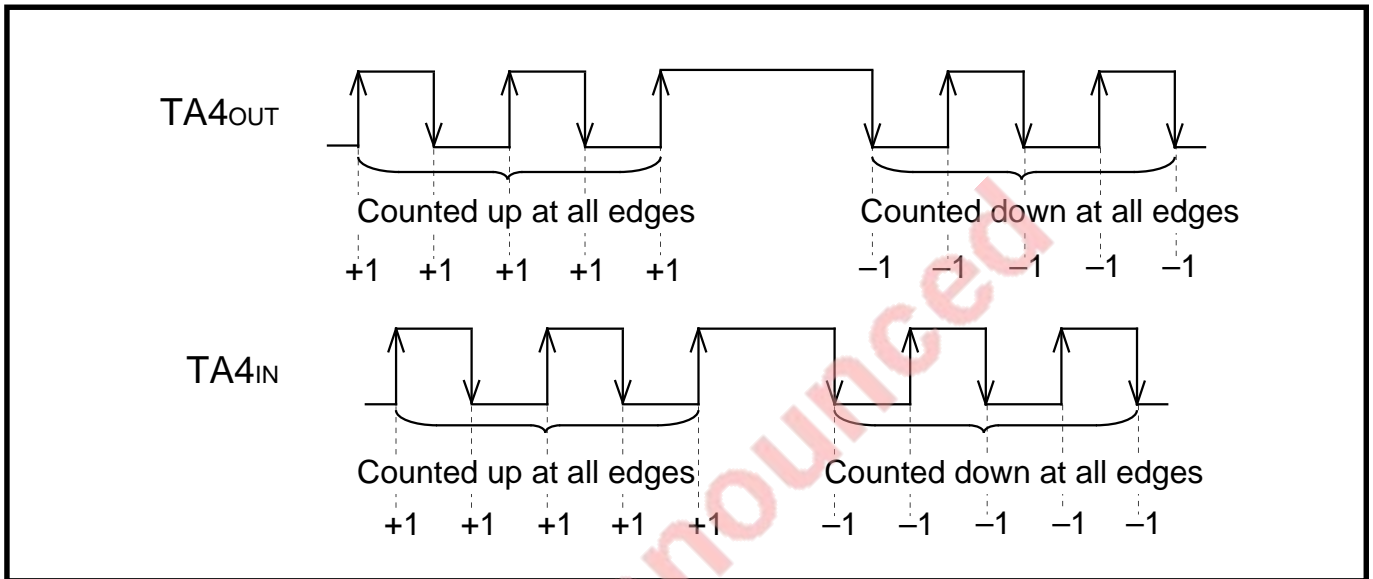 TA4OUT
Counted up at all edges Counted down at all edges
+1 +1 +1 +1 +1 –1 –1 –1 –1 –1
TA4IN
Counted up at all edges Counted down at all edges
+1 +1 +1 +1 +1 –1 –1 –1 –1 –1
nounced